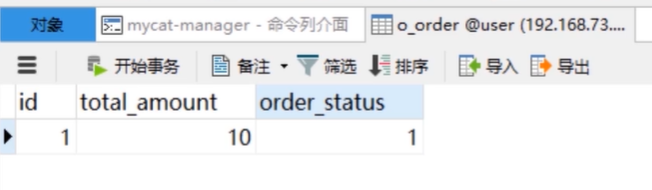 对象 mycat-manager - 命令列介面 o_order @user (192.168.73....
开始事务 备注 筛选 排序 导入 导出
id total_amount order_status
1 10 1